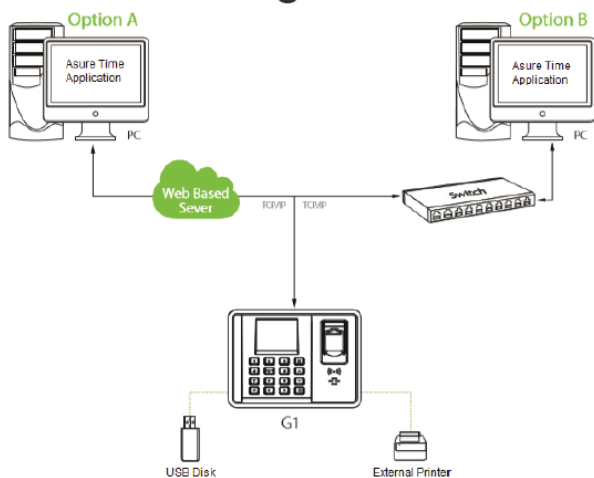 Option A
Option B
Asure Time
Application
Asure Time
Application
PC
PC
Web Based
Sever
TCP/IP
TCP/IP
Switch
G1
USB Disk
External Printer